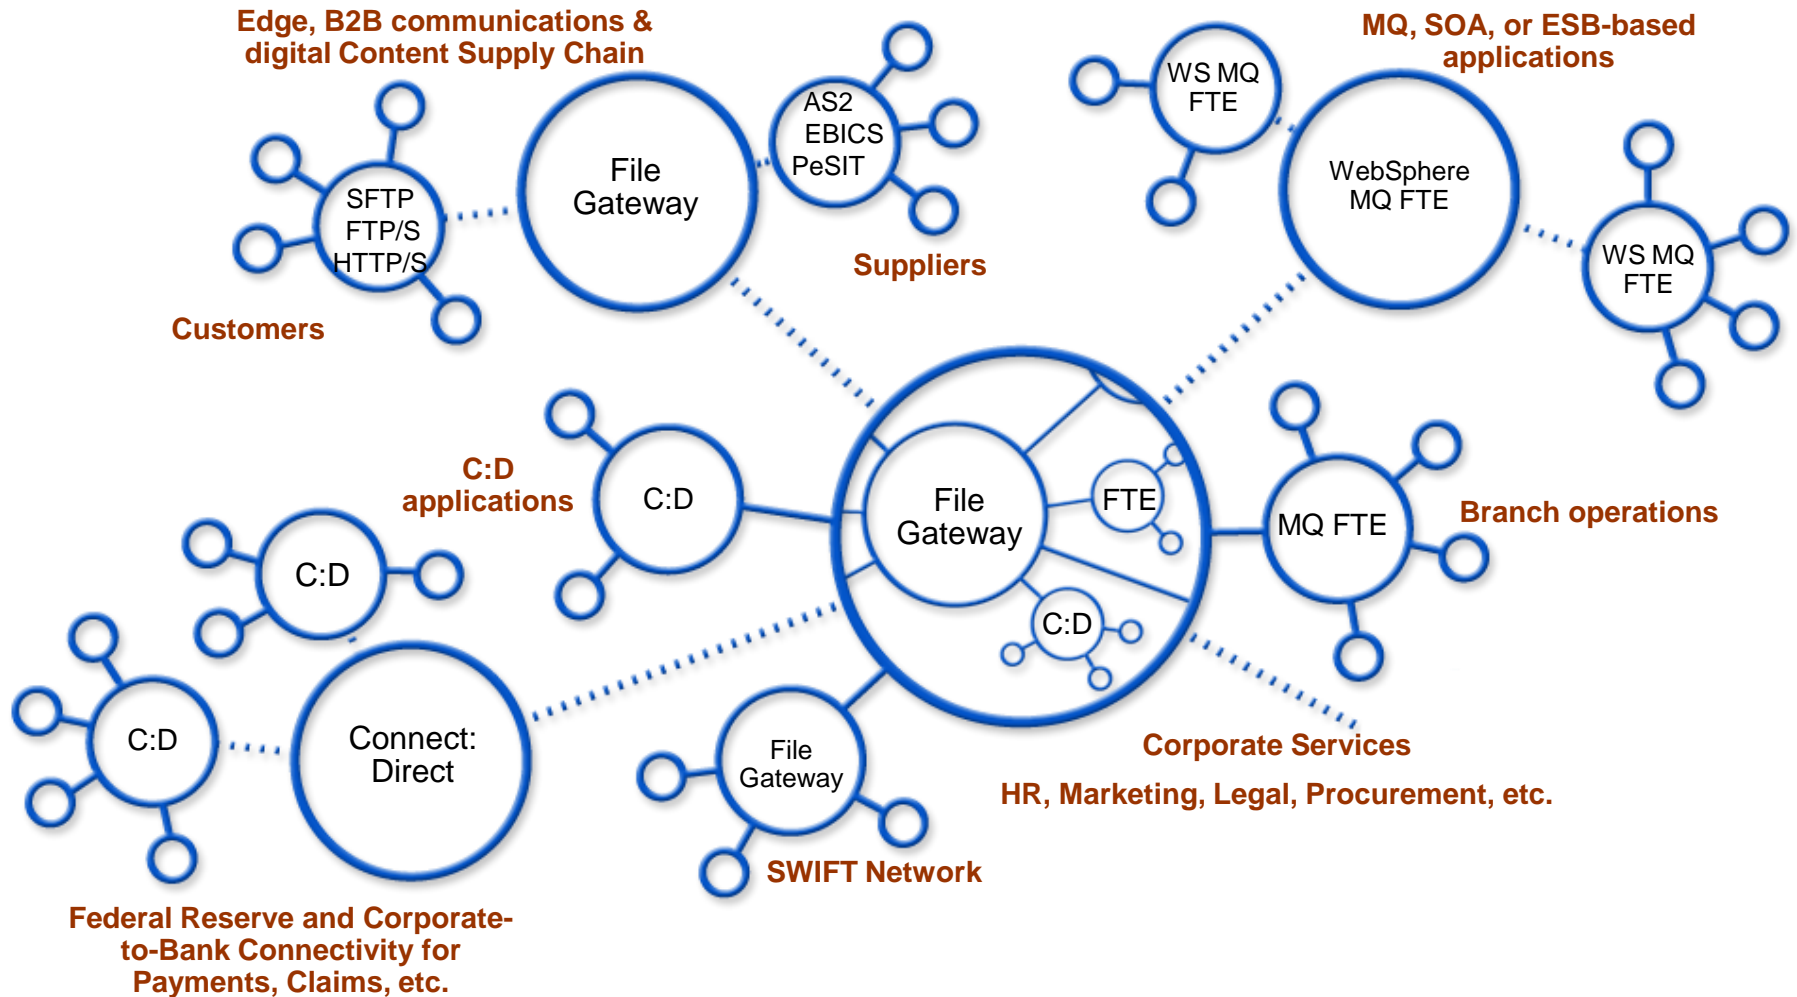 Edge, B2B communications &
digital Content Supply Chain
MQ, SOA, or ESB-based
applications
SFTP
FTP/S
HTTP/S
Customers
File
Gateway
AS2
EBICS
PeSIT
Suppliers
WS MQ
FTE
WebSphere
MQ FTE
WS MQ
FTE
C:D
applications
C:D
File
Gateway
FTE
C:D
MQ FTE
Branch operations
C:D
C:D
Connect:
Direct
File
Gateway
SWIFT Network
Corporate Services
HR, Marketing, Legal, Procurement, etc.
Federal Reserve and Corporate-
to-Bank Connectivity for
Payments, Claims, etc.